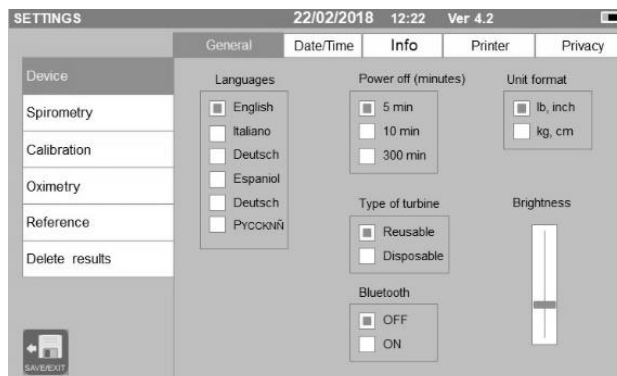 SETTINGS 22/02/2018 12:22 Ver 4.2
General Date/Time Info Printer Privacy
Device
Spirometry
Calibration
Oximetry
Reference
Delete results
Languages
English
Italiano
Deutsch
Espaniol
Deutsch
PYCCKNÑ
Power off (minutes)
5 min
10 min
300 min
Unit format
lb, inch
kg, cm
Type of turbine
Reusable
Disposable
Brightness
Bluetooth
OFF
ON
SAVE/EXIT